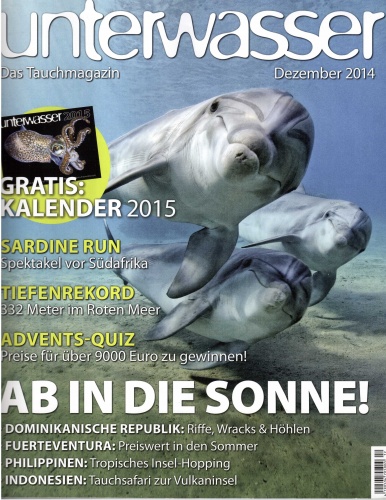 unterwasser
Das Tauchmagazin
Dezember 2014
unterwasser 2015
GRATIS:
KALENDER 2015
SARDINE RUN
Spektakel vor Südafrika
TIEFENREKORD
332 Meter im Roten Meer
ADVENTS-QUIZ
Preise für über 9000 Euro zu gewinnen!
AB IN DIE SONNE!
DOMINIKANISCHE REPUBLIK: Riffe, Wracks & Höhlen
FUERTEVENTURA: Preiswert in den Sommer
PHILIPPINEN: Tropisches Insel-Hopping
INDONESIEN: Tauchsafari zur Vulkaninsel